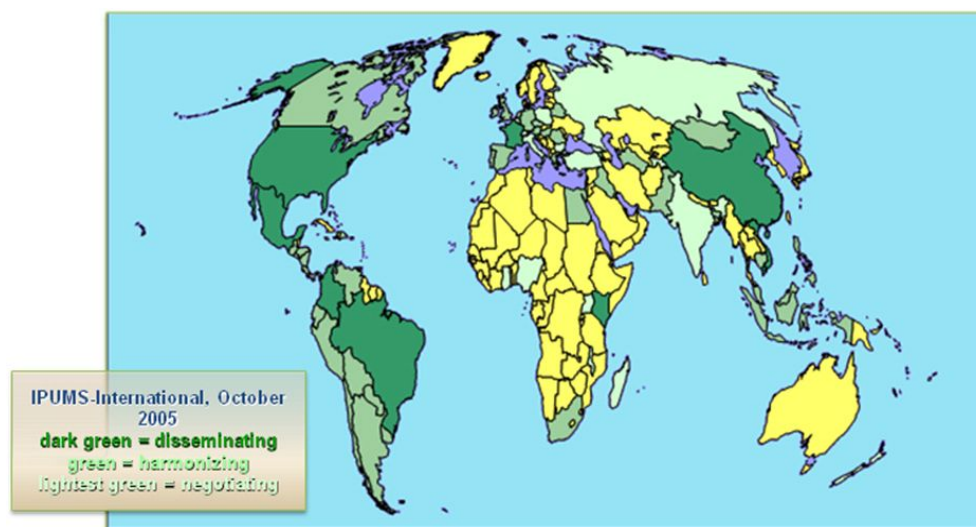 IPUMS-International, October
2005
dark green = disseminating
green = harmonizing
lightest green = negotiating